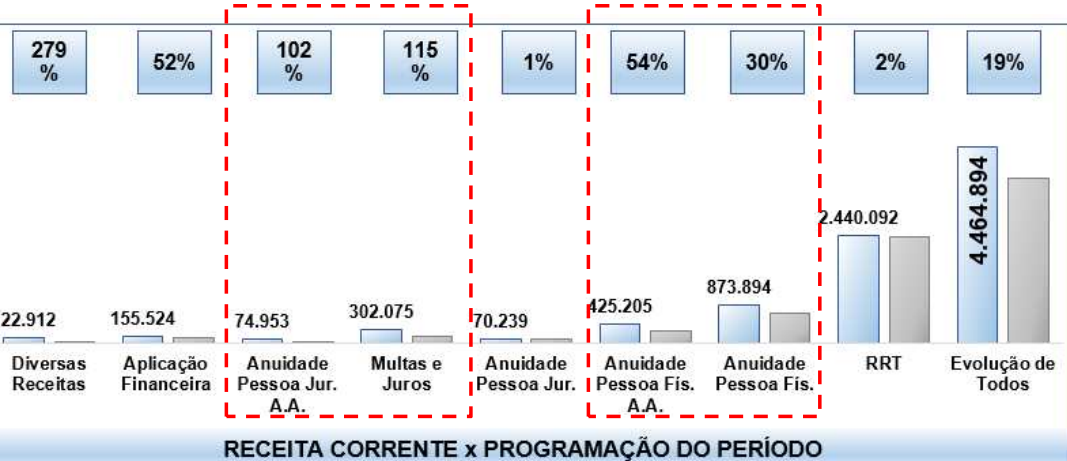 279
%
52%
102
%
115
%
1%
54%
30%
2%
19%
22.912
155.524
74.953
302.075
70.239
425.205
873.894
2.440.092
4.464.894
Diversas
Receitas
Aplicação
Financeira
Anuidade
Pessoa Jur.
A.A.
Multas e
Juros
Anuidade
Pessoa Jur.
Anuidade
Pessoa Fís.
A.A.
Anuidade
Pessoa Fís.
RRT
Evolução de
Todos
RECEITA CORRENTE x PROGRAMAÇÃO DO PERÍODO